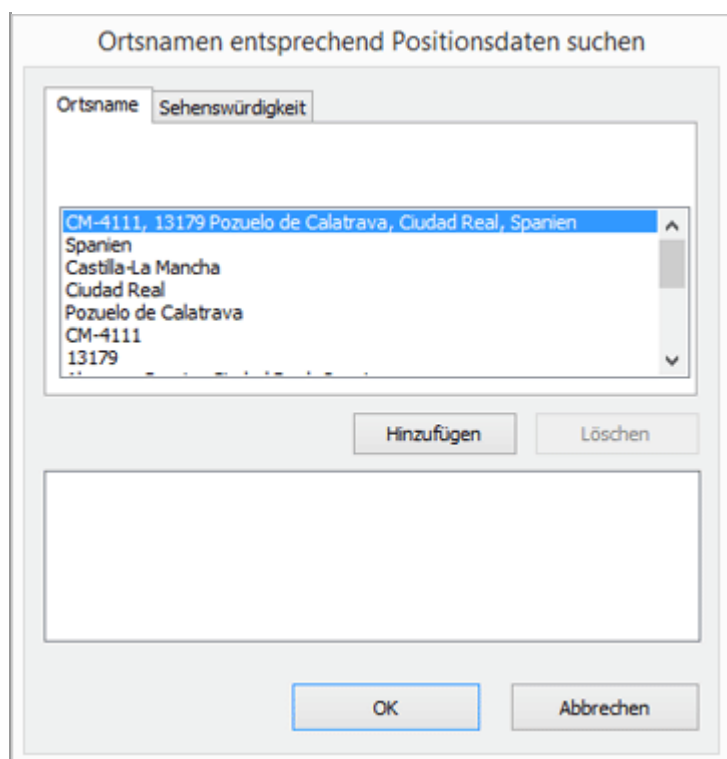 Ortsnamen entsprechend Positionsdaten suchen
Ortsname Sehenswürdigkeit
CM-4111, 13179 Pozuelo de Calatrava, Ciudad Real, Spanien
Spanien
Castilla-La Mancha
Ciudad Real
Pozuelo de Calatrava
CM-4111
13179
Hinzufügen Löschen
OK Abbrechen